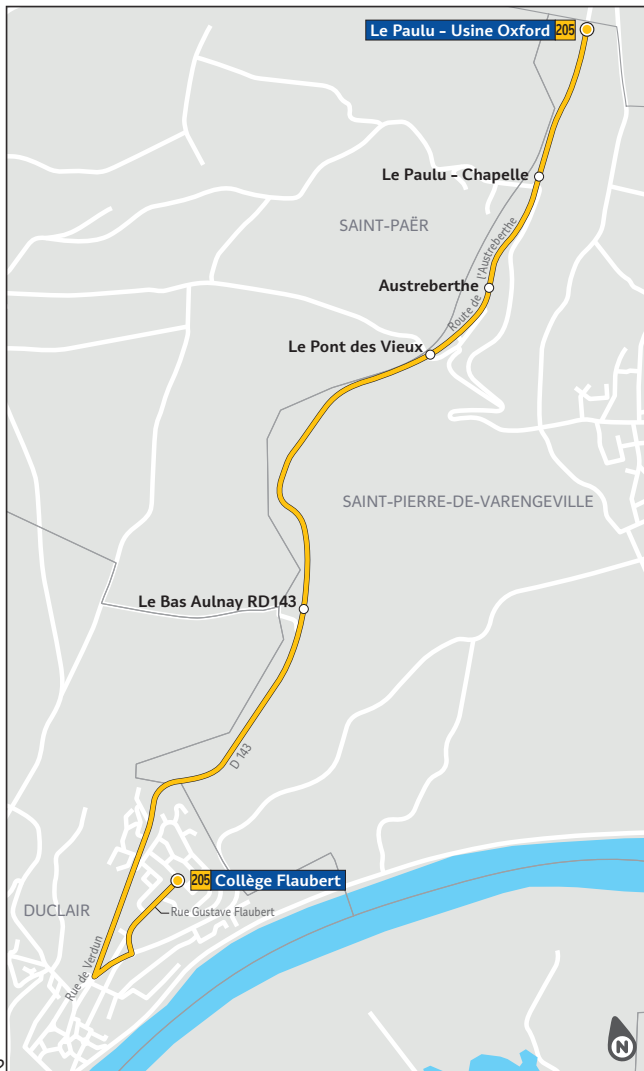 Le Paulu - Usine Oxford 205
Le Paulu - Chapelle
SAINT-PAËR
Route de l'Austreberthe
Austreberthe
Le Pont des Vieux
SAINT-PIERRE-DE-VARENGEVILLE
Le Bas Aulnay RD143
D 143
205 Collège Flaubert
DUCLAIR
Rue Gustave Flaubert
Rue de Verdun
N